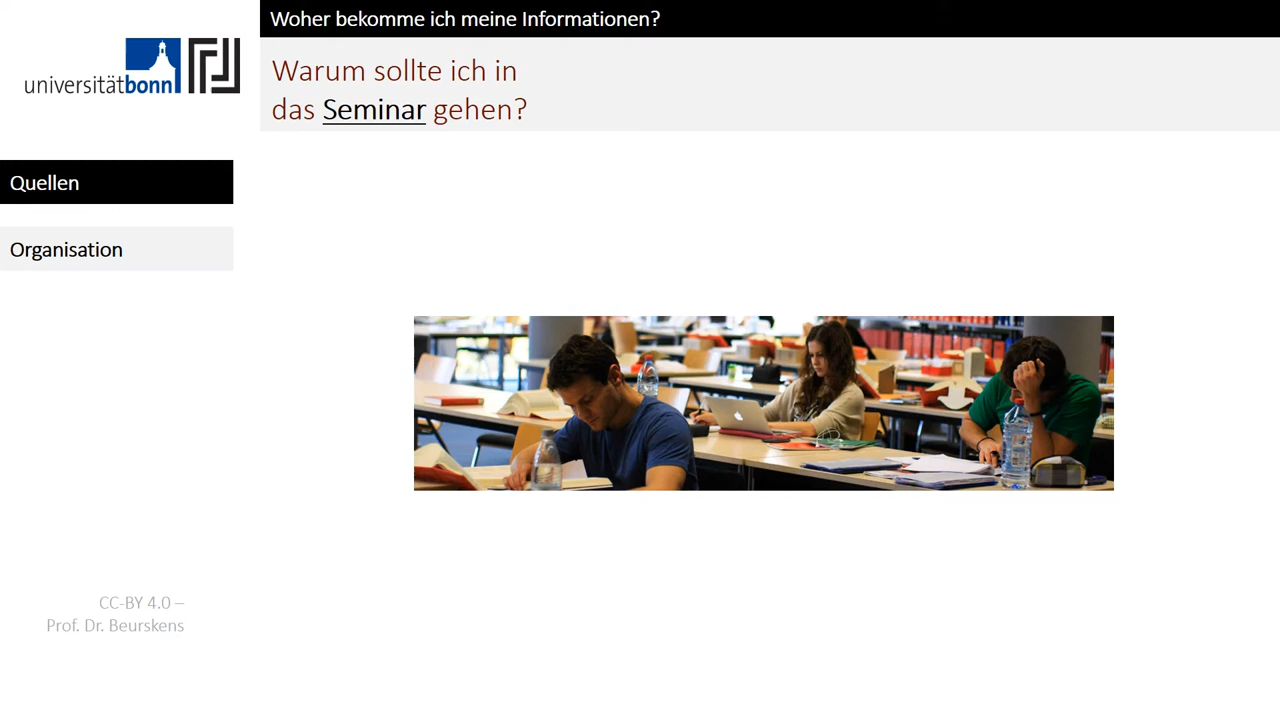 Woher bekomme ich meine Informationen?
Warum sollte ich in
das Seminar gehen?
universitätbonn
Quellen
Organisation
CC-BY 4.0 –
Prof. Dr. Beurskens